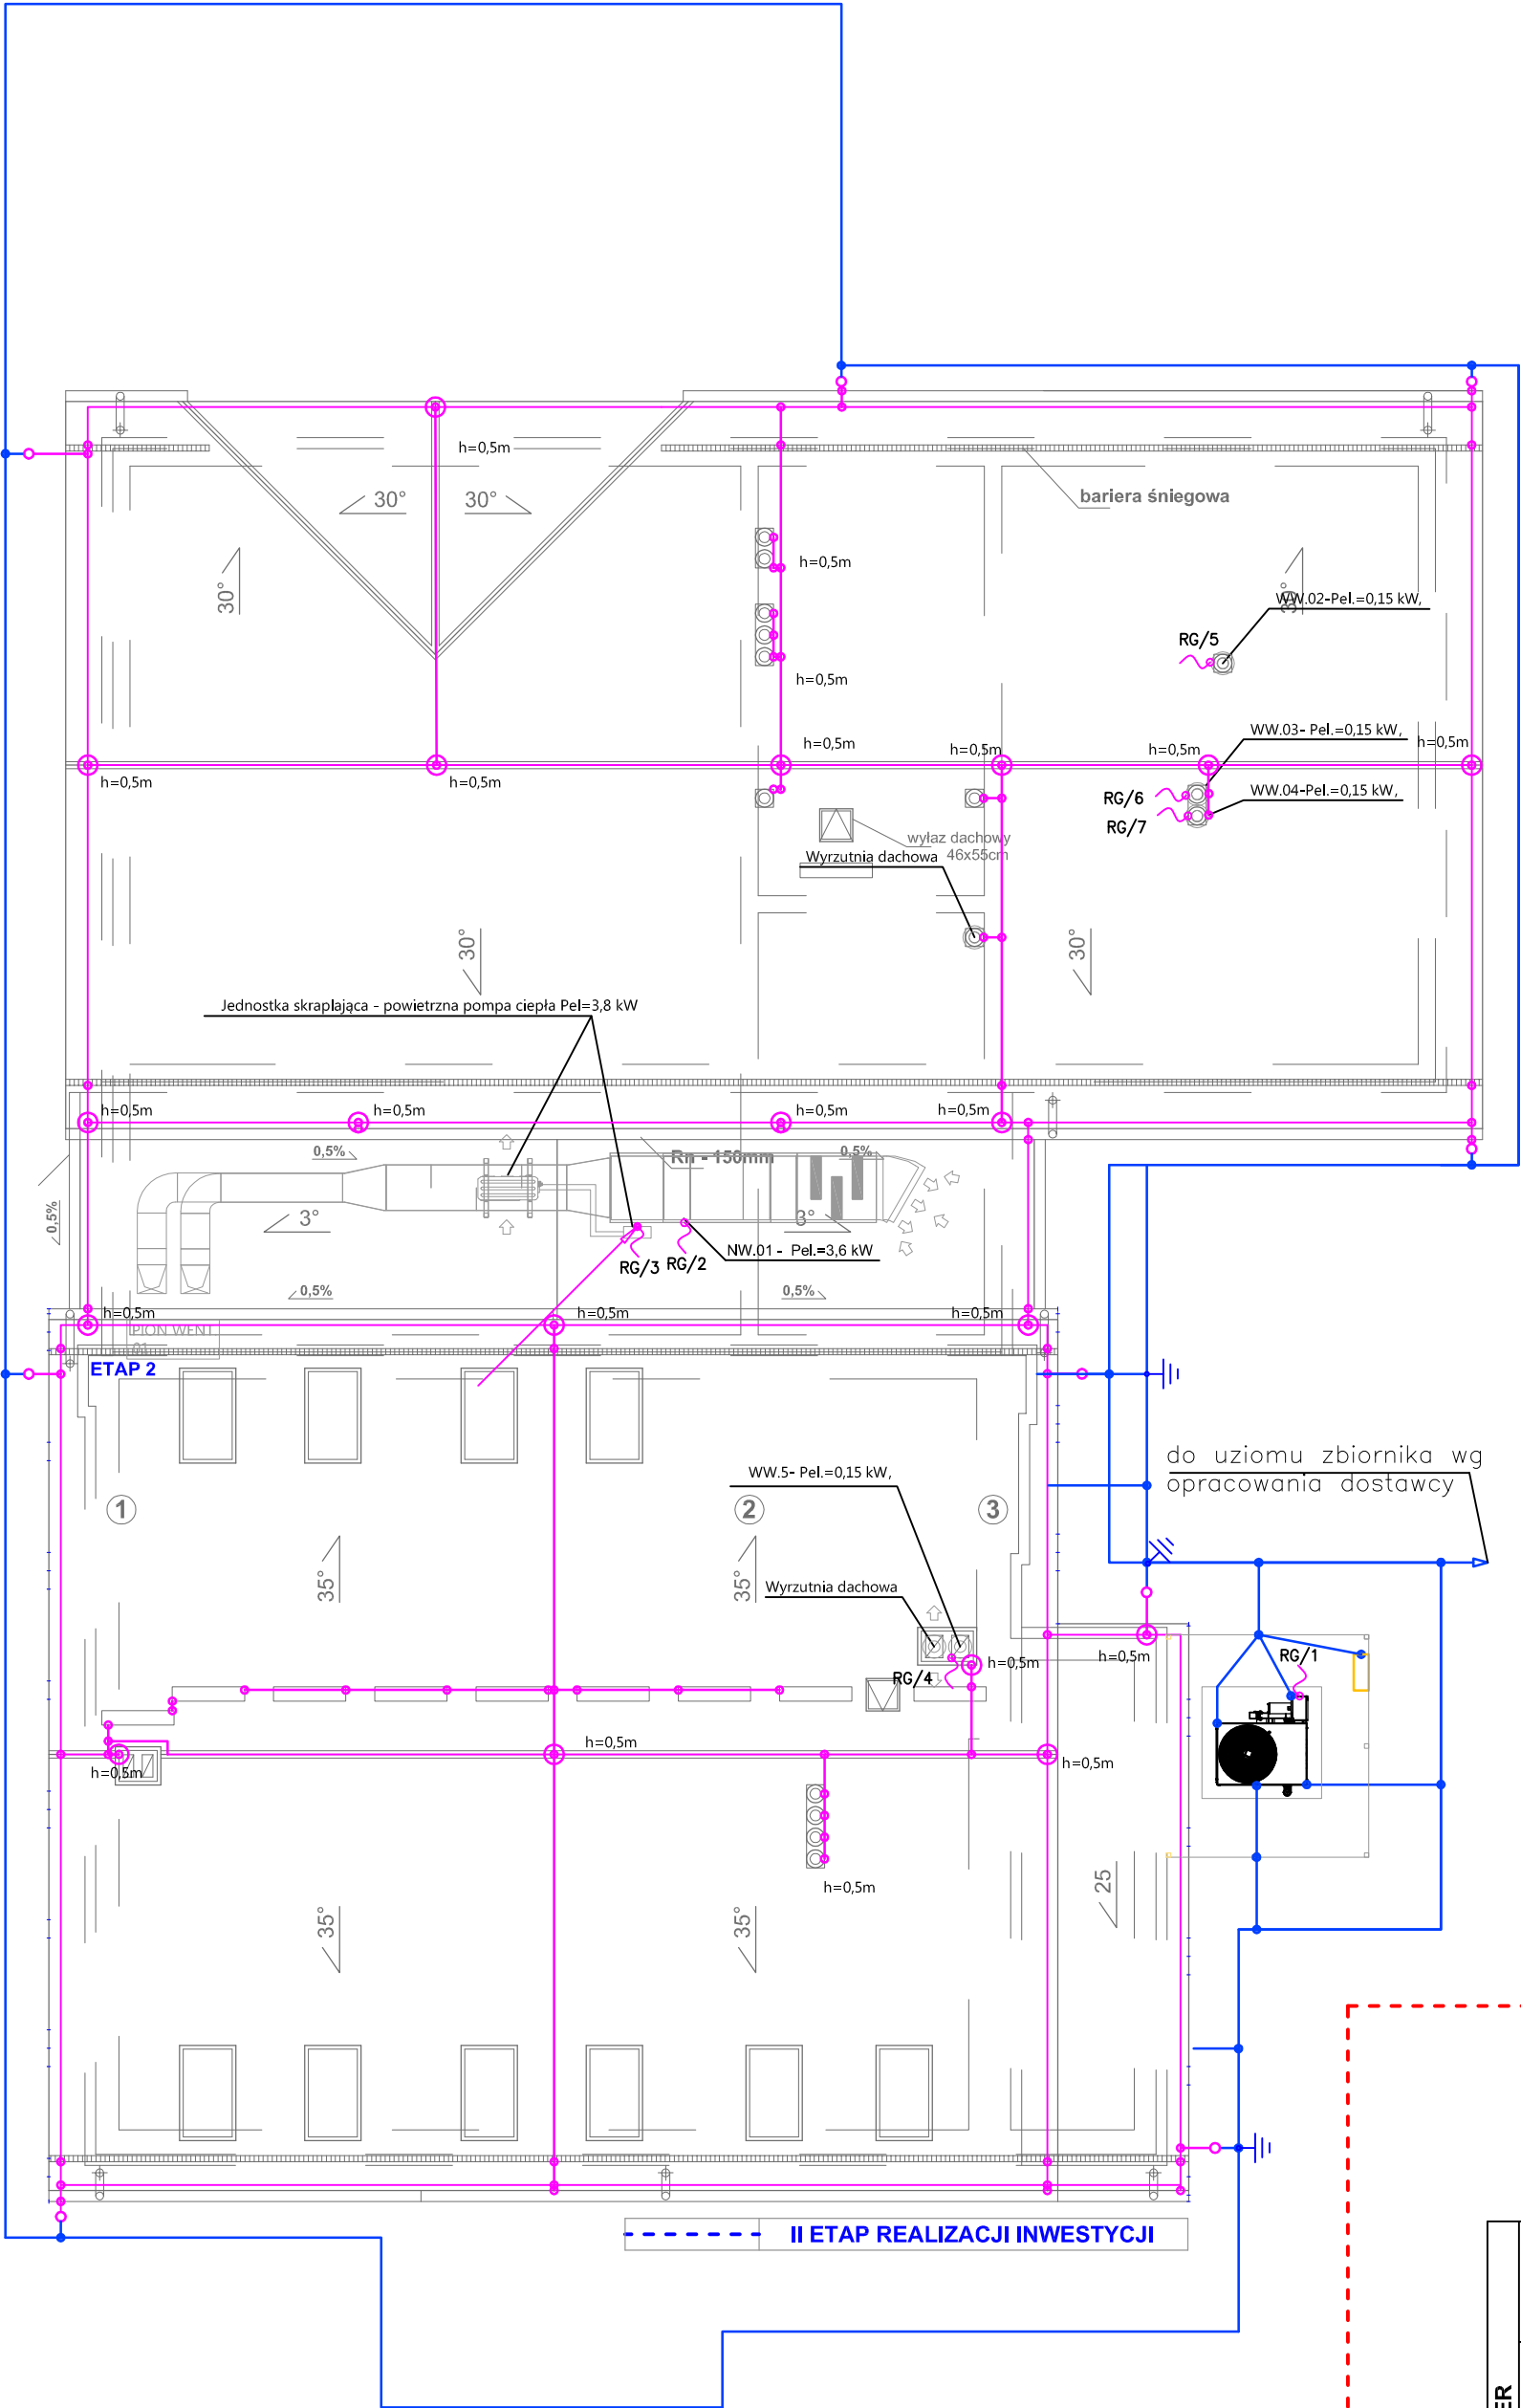 h=0,5m
30°
30°
bariera śniegowa
h=0,5m
30°
30°
WW.02-Pel.=0,15 kW,
RG/5
h=0,5m
WW.03- Pel.=0,15 kW,
h=0,5m
h=0,5m
h=0,5m
h=0,5m
h=0,5m
h=0,5m
WW.04-Pel.=0,15 kW,
RG/6
RG/7
wyłaz dachowy
46x55cm
Wyrzutnia dachowa
30°
30°
Jednostka skraplająca - powietrzna pompa ciepła Pel=3,8 kW
h=0,5m
h=0,5m
h=0,5m
h=0,5m
0,5%
Rn - 150mm
0,5%
0,5%
3°
3°
NW.01 - Pel.=3,6 kW
RG/3
RG/2
0,5%
0,5%
h=0,5m
h=0,5m
h=0,5m
PION WENT.
01
ETAP 2
do uziomu zbiornika wg
opracowania dostawcy
WW.5- Pel.=0,15 kW,
1
2
3
35°
35°
Wyrzutnia dachowa
h=0,5m
h=0,5m
RG/4
RG/1
h=0,5m
h=0,5m
h=0,5m
h=0,5m
35°
35°
25
II ETAP REALIZACJI INWESTYCJI